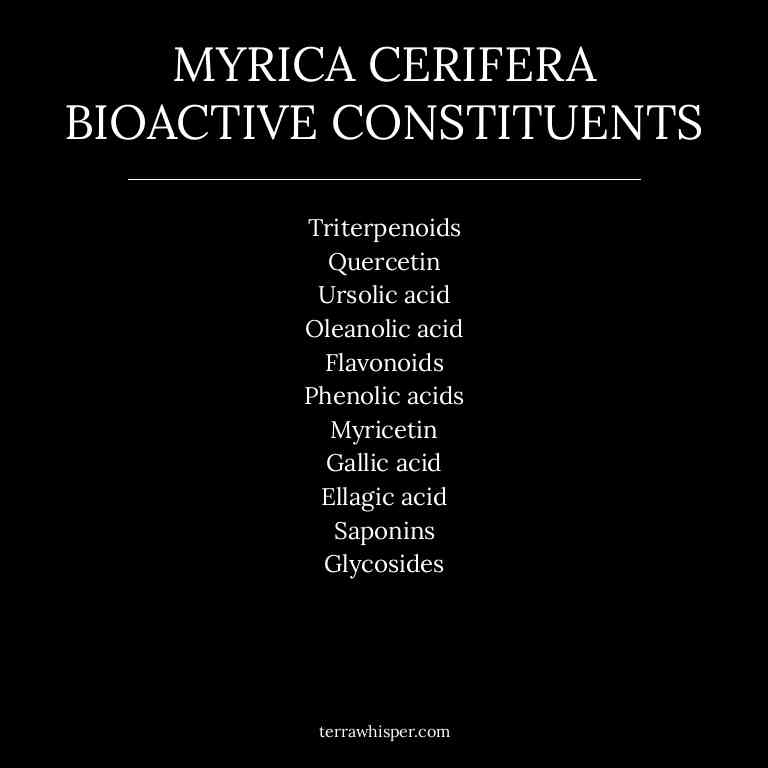 MYRICA CERIFERA
BIOACTIVE CONSTITUENTS
Triterpenoids
Quercetin
Ursolic acid
Oleanolic acid
Flavonoids
Phenolic acids
Myricetin
Gallic acid
Ellagic acid
Saponins
Glycosides
terrawhisper.com